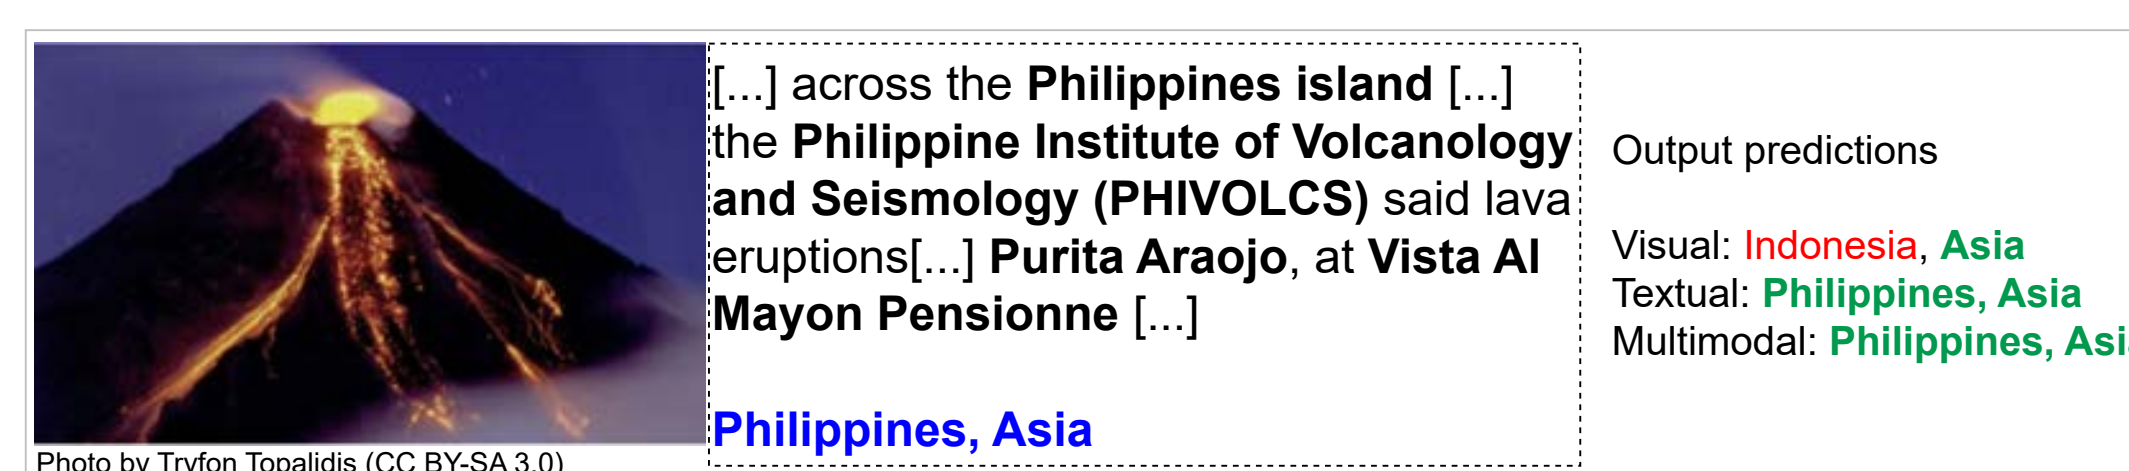 [...] across the Philippines island [...]
the Philippine Institute of Volcanology
and Seismology (PHIVOLCS) said lava
eruptions[...] Purita Araojo, at Vista Al
Mayon Pensionne [...]
Philippines, Asia
Photo by Tryfon Topalidis (CC BY-SA 3.0)
Output predictions
Visual: Indonesia, Asia
Textual: Philippines, Asia
Multimodal: Philippines, Asia